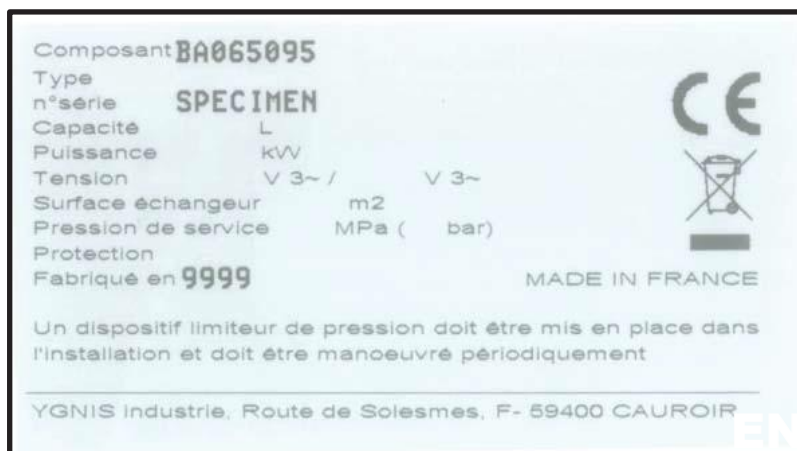 Composant BA065095
Type
n°série SPECIMEN
Capacité L
Puissance kW
Tension V 3~ / V 3~
Surface échangeur m2
Pression de service MPa ( bar)
Protection
Fabriqué en 9999
MADE IN FRANCE
Un dispositif limiteur de pression doit être mis en place dans
l'installation et doit être manoeuvré périodiquement
YGNIS Industrie, Route de Solesmes, F- 59400 CAUROIR
CE
EN